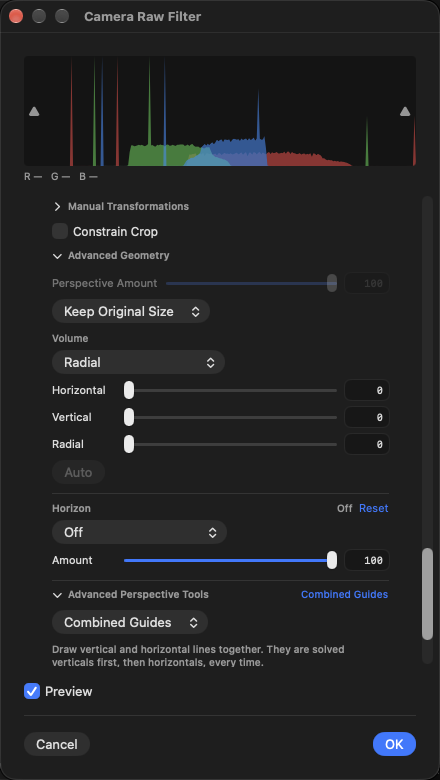 Camera Raw Filter
R — G — B —
Manual Transformations
Constrain Crop
Advanced Geometry
Perspective Amount 100
Keep Original Size
Volume
Radial
Horizontal 0
Vertical 0
Radial 0
Auto
Horizon Off Reset
Off
Amount 100
Advanced Perspective Tools Combined Guides
Combined Guides
Draw vertical and horizontal lines together. They are solved
verticals first, then horizontals, every time.
Preview
Cancel OK